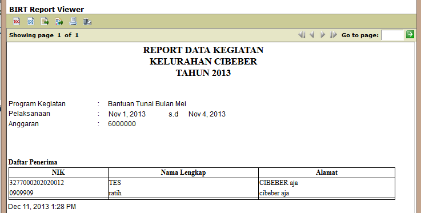 BIRT Report Viewer
Showing page 1 of 1
Go to page:
REPORT DATA KEGIATAN
KELURAHAN CIBEBER
TAHUN 2013
Program Kegiatan : Bantuan Tunai Bulan Mei
Pelaksanaan : Nov 1, 2013 s.d Nov 4, 2013
Anggaran : 6000000
Daftar Penerima
NIK Nama Lengkap Alamat
3277000202020012 TES CIBEBER aja
0909909 ratih cibeber aja
Dec 11, 2013 1:28 PM